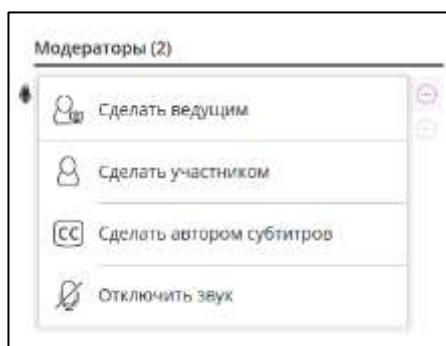 Модераторы (2)
Сделать ведущим
Сделать участником
CC Сделать автором субтитров
Отключить звук